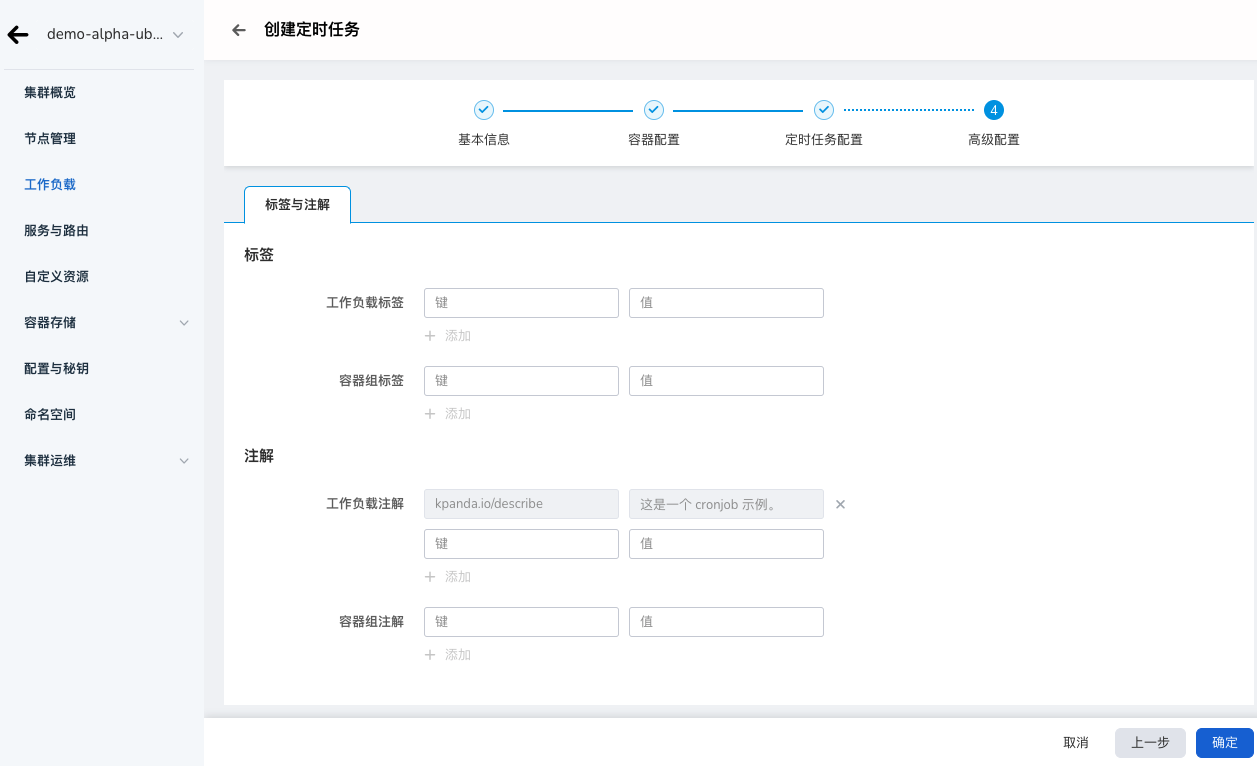 demo-alpha-ub...
集群概览
节点管理
工作负载
服务与路由
自定义资源
容器存储
配置与秘钥
命名空间
集群运维
创建定时任务
4
基本信息 容器配置 定时任务配置 高级配置
标签与注解
标签
工作负载标签 键 值
添加
容器组标签 键 值
添加
注解
工作负载注解 kpanda.io/describe 这是一个 cronjob 示例。
键 值
添加
容器组注解 键 值
添加
取消 上一步 确定